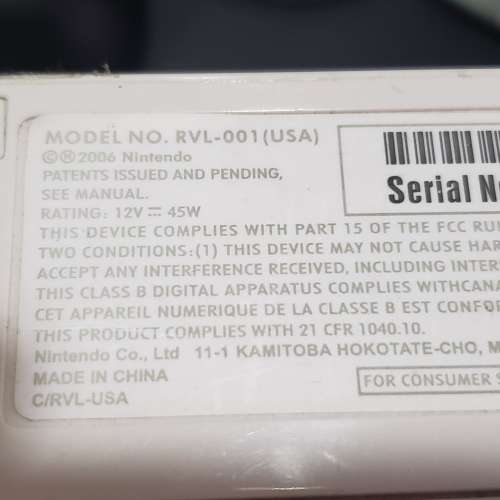 MODEL NO. RVL-001(USA)
©®2006 Nintendo
PATENTS ISSUED AND PENDING,
SEE MANUAL.
RATING: 12V ⎓ 45W
Serial
THIS DEVICE COMPLIES WITH PART 15 OF THE FCC
TWO CONDITIONS:(1) THIS DEVICE MAY NOT CAUSE
ACCEPT ANY INTERFERENCE RECEIVED, INCLUDING
THIS CLASS B DIGITAL APPARATUS COMPLIES WITH
CET APPAREIL NUMERIQUE DE LA CLASSE B EST
THIS PRODUCT COMPLIES WITH 21 CFR 1040.10.
Nintendo Co., Ltd 11-1 KAMITOBA HOKOTATE-CHO,
MADE IN CHINA
FOR CONSUMER
C/RVL-USA